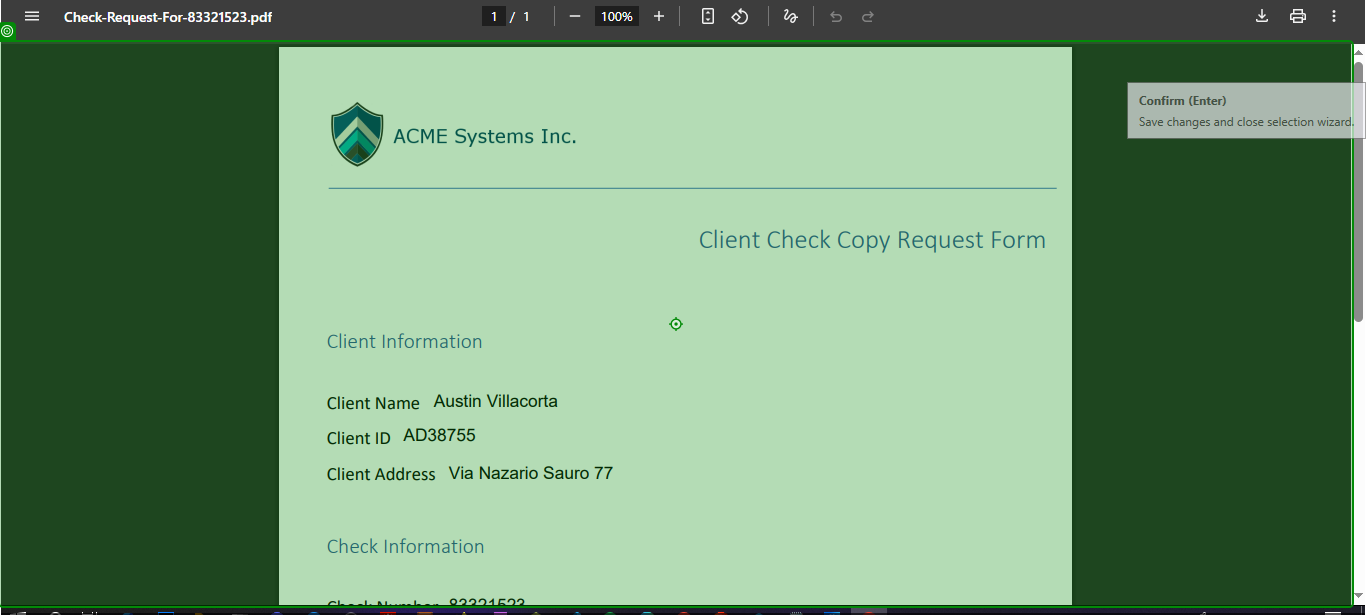 Check-Request-For-83321523.pdf
1 / 1
100%
Confirm (Enter)
Save changes and close selection wizard.
ACME Systems Inc.
Client Check Copy Request Form
Client Information
Client Name Austin Villacorta
Client ID AD38755
Client Address Via Nazario Sauro 77
Check Information
Check Number 83321523